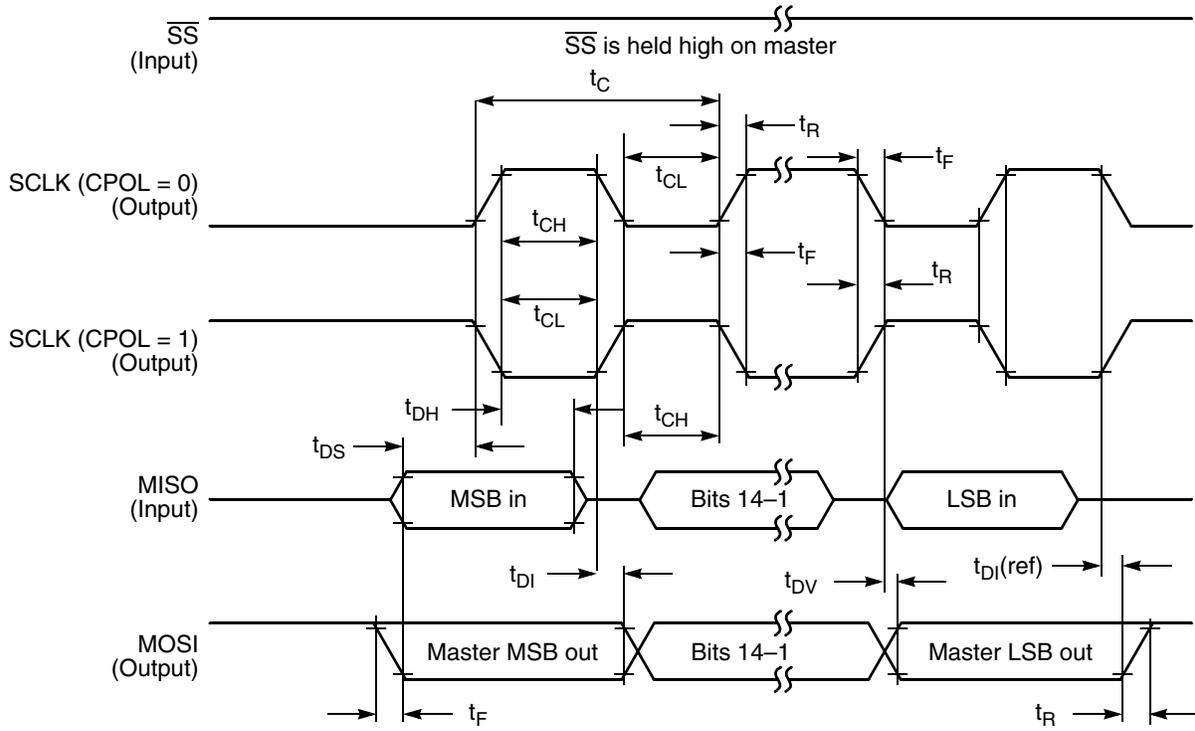 SS
(Input)
SS is held high on master
tC
tR
tF
tCL
SCLK (CPOL = 0)
(Output)
tCH
tF
tR
tCL
SCLK (CPOL = 1)
(Output)
tDH
tCH
tDS
MISO
(Input)
MSB in
Bits 14–1
LSB in
tDI
tDV
tDI(ref)
MOSI
(Output)
Master MSB out
Bits 14–1
Master LSB out
tF
tR